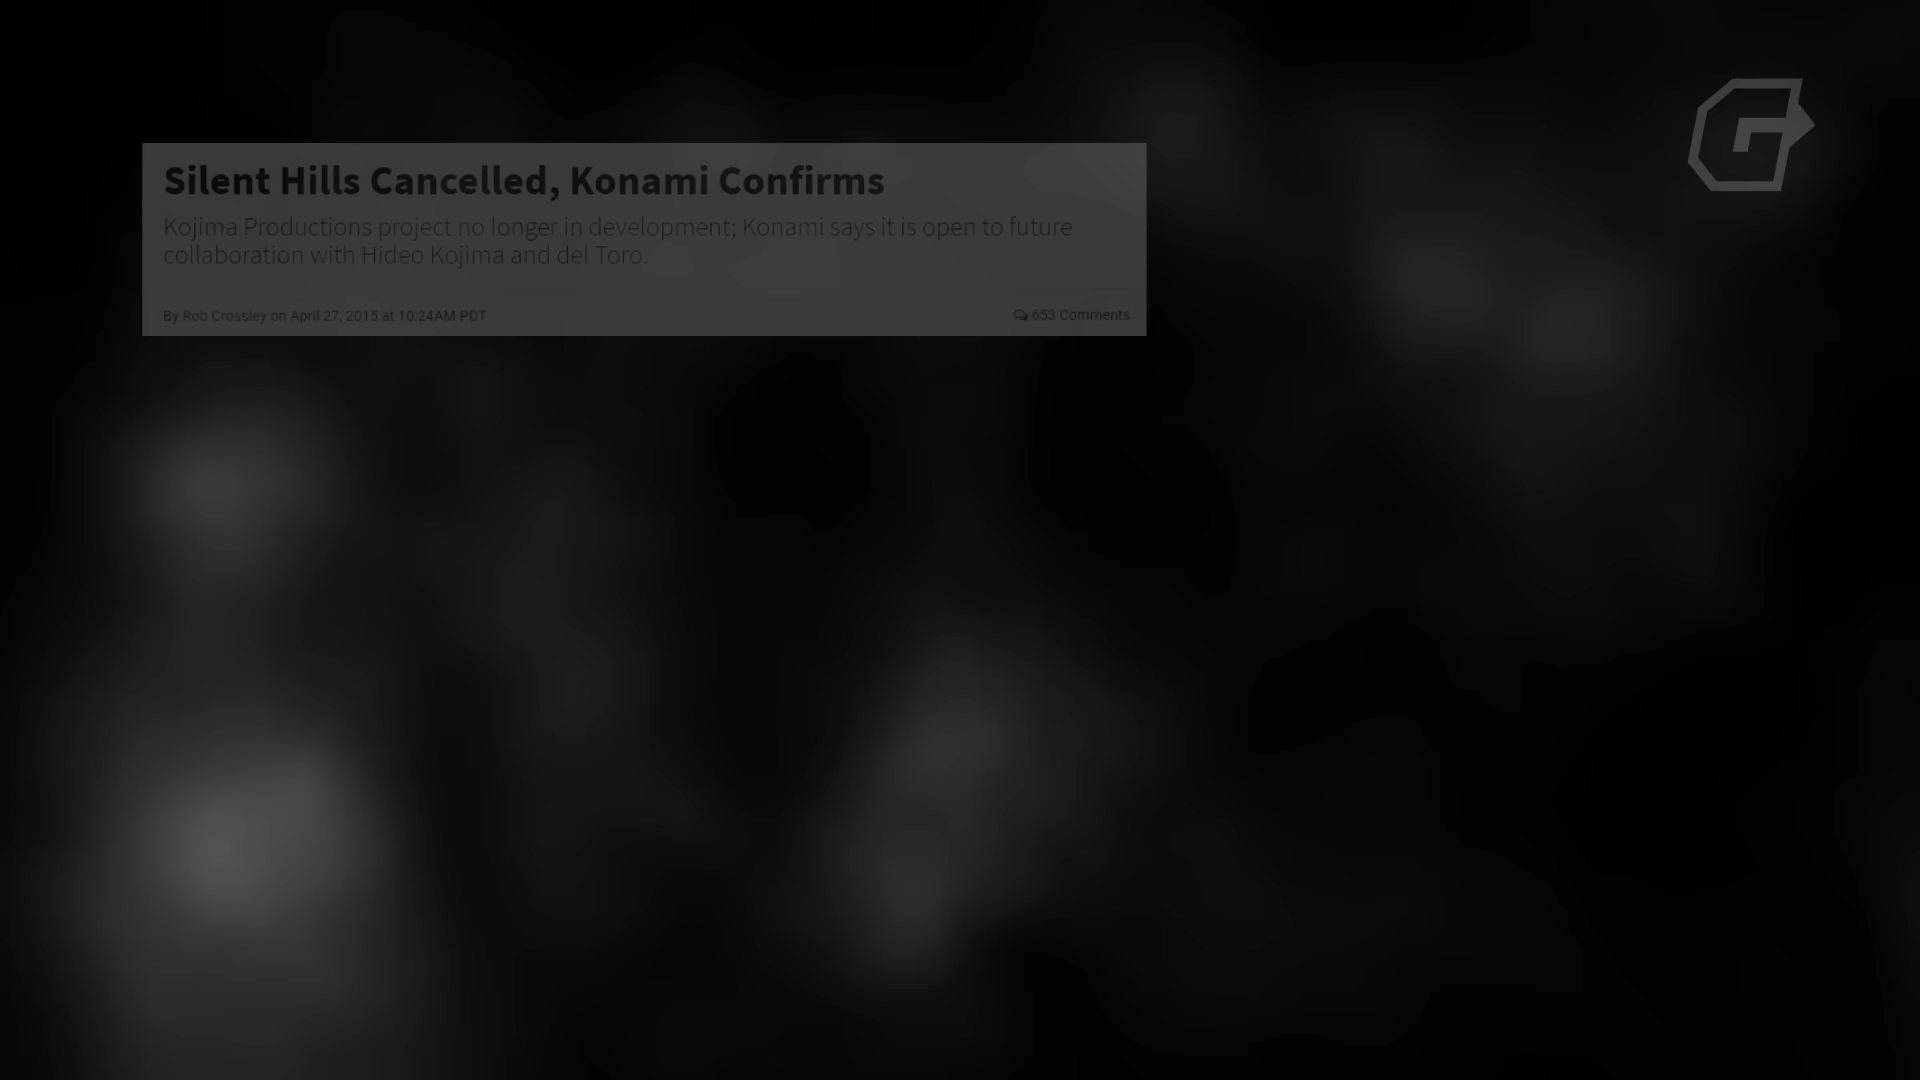 Silent Hills Cancelled, Konami Confirms
Kojima Productions project no longer in development; Konami says it is open to future
collaboration with Hideo Kojima and del Toro.
By Rob Crossley on April 27, 2015 at 10:24AM PDT
653 Comments